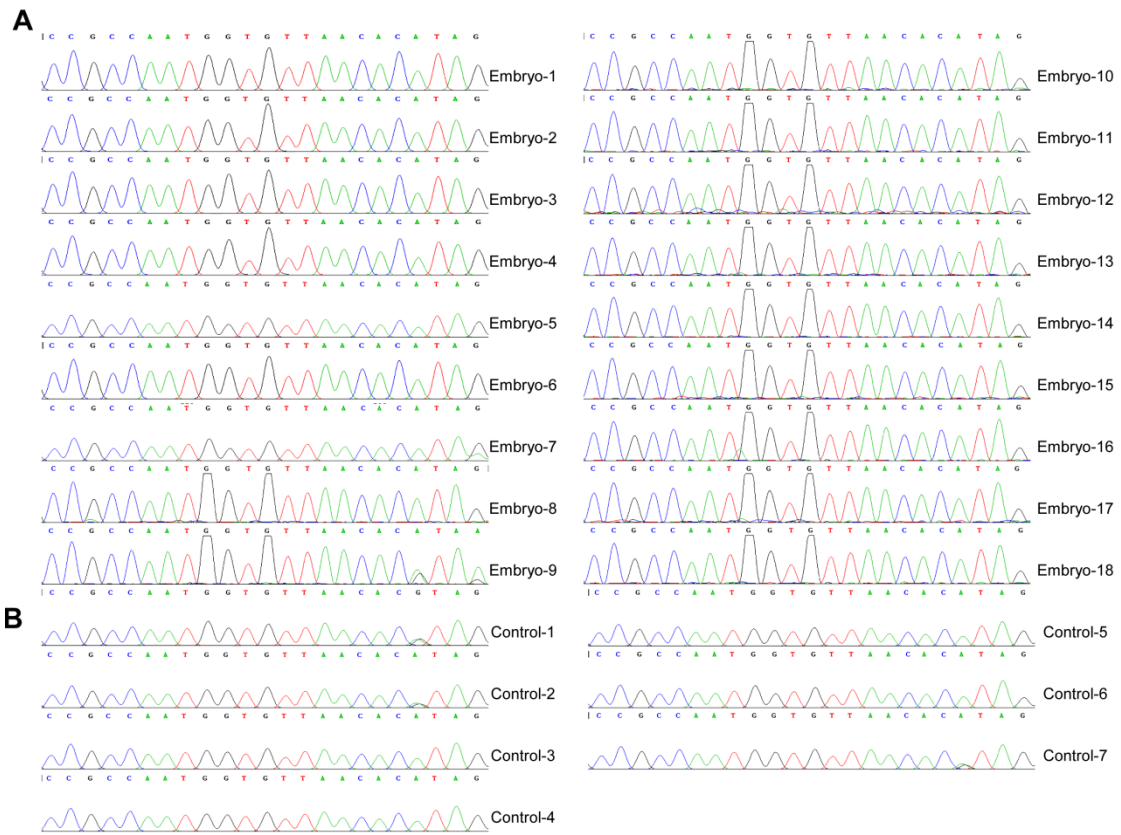 A
C C G C C A A T G G T G T T A A C A C A T A G
Embryo-1
C C G C C A A T G G T G T T A A C A C A T A G
Embryo-2
C C G C C A A T G G T G T T A A C A C A T A G
Embryo-3
C C G C C A A T G G T G T T A A C A C A T A G
Embryo-4
C C G C C A A T G G T G T T A A C A C A T A G
Embryo-5
C C G C C A A T G G T G T T A A C A C A T A G
Embryo-6
C C G C C A A T G G T G T T A A C A C A T A G
Embryo-7
C C G C C A A T G G T G T T A A C A C A T A G
Embryo-8
C C G C C A A T G G T G T T A A C A C A T A A
Embryo-9
C C G C C A A T G G T G T T A A C A C A T A G
Embryo-10
C C G C C A A T G G T G T T A A C A C A T A G
Embryo-11
C C G C C A A T G G T G T T A A C A C A T A G
Embryo-12
C C G C C A A T G G T G T T A A C A C A T A G
Embryo-13
C C G C C A A T G G T G T T A A C A C A T A G
Embryo-14
C C G C C A A T G G T G T T A A C A C A T A G
Embryo-15
C C G C C A A T G G T G T T A A C A C A T A G
Embryo-16
C C G C C A A T G G T G T T A A C A C A T A G
Embryo-17
C C G C C A A T G G T G T T A A C A C A T A G
Embryo-18
B
C C G C C A A T G G T G T T A A C A C G T A G
Control-1
C C G C C A A T G G T G T T A A C A C A T A G
Control-2
C C G C C A A T G G T G T T A A C A C A T A G
Control-3
C C G C C A A T G G T G T T A A C A C A T A G
Control-4
C C G C C A A T G G T G T T A A C A C A T A G
Control-5
C C G C C A A T G G T G T T A A C A C A T A G
Control-6
C C G C C A A T G G T G T T A A C A C A T A G
Control-7